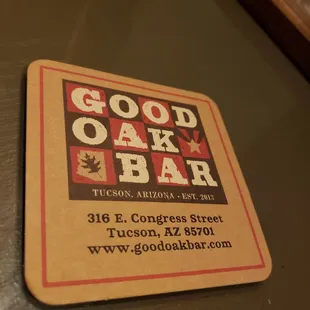 GOOD
OAK
BAR
TUCSON, ARIZONA - EST. 2013
316 E. Congress Street
Tucson, AZ 85701
www.goodoakbar.com